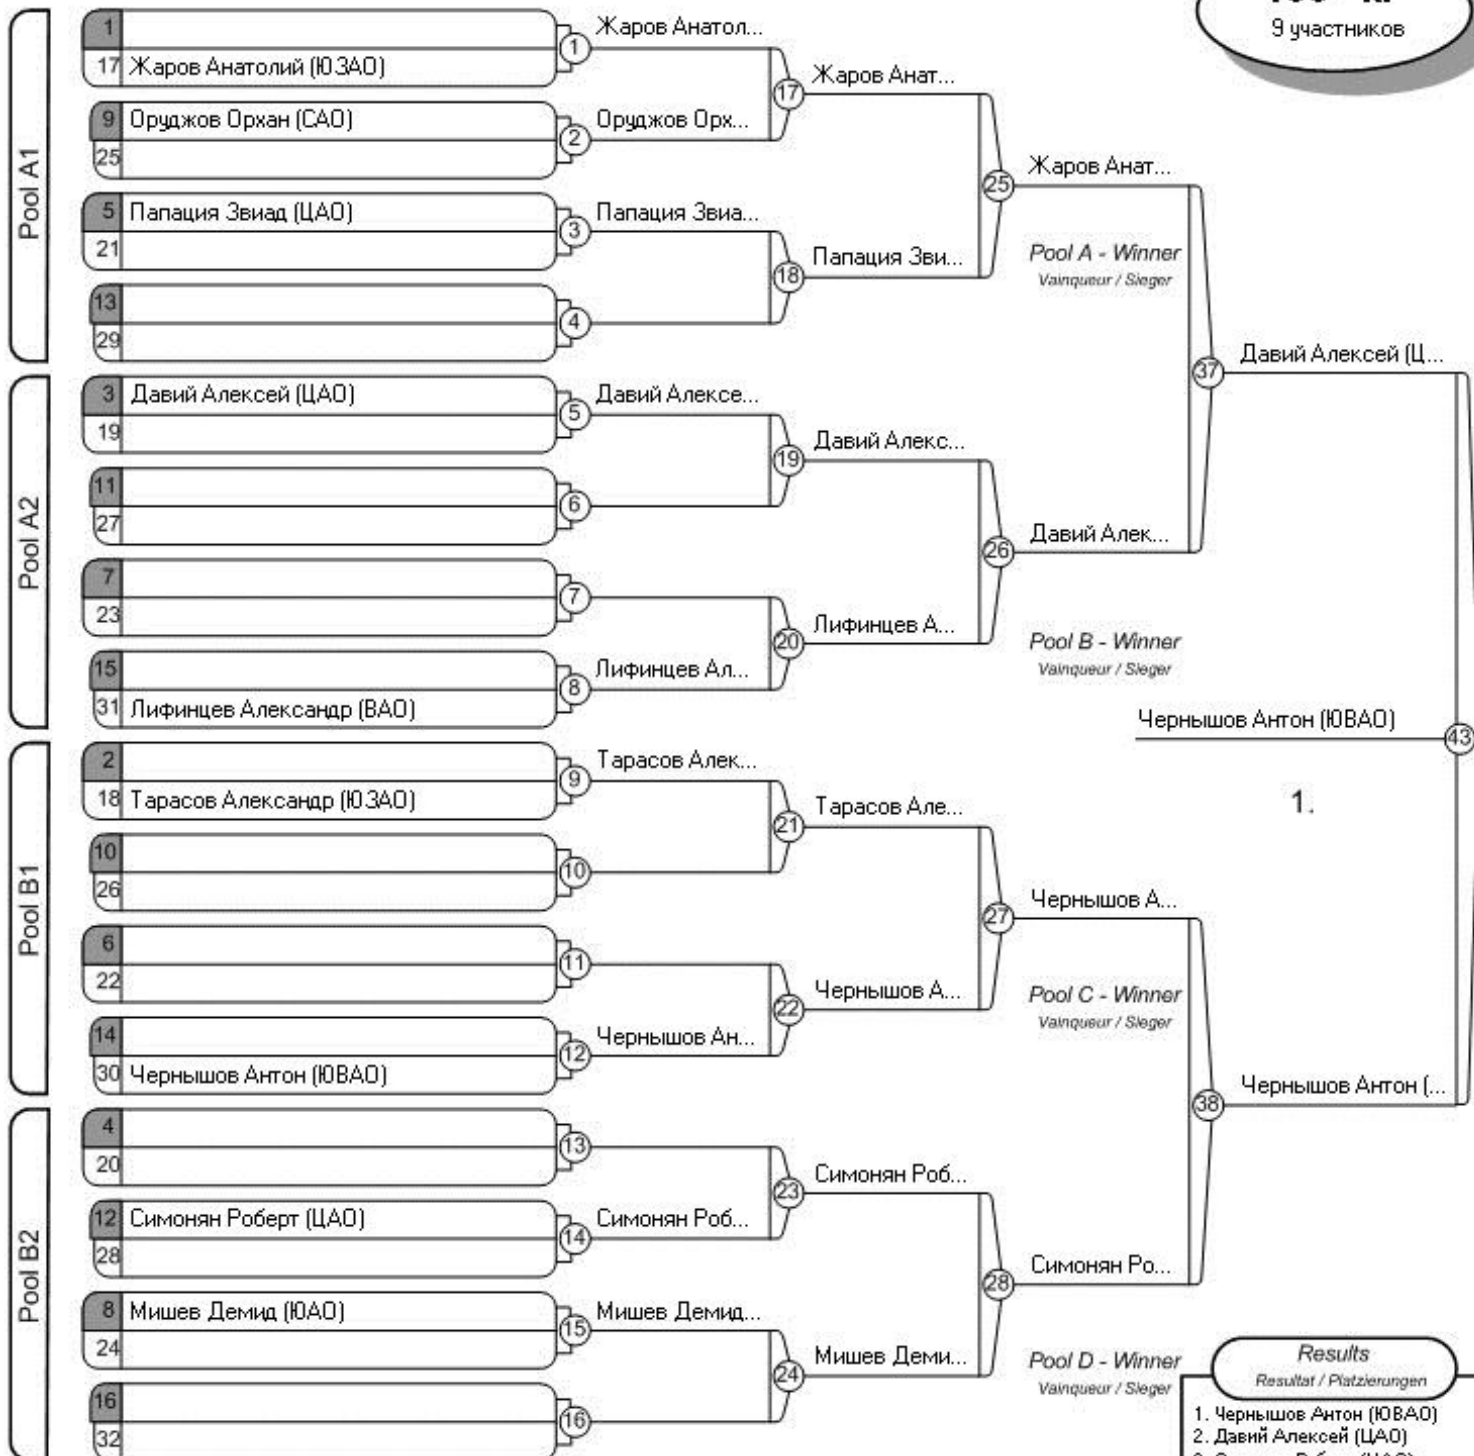 9 участников
Pool A1
1
17 Жаров Анатолий (ЮЗАО)
1
Жаров Анатол...
9 Оруджов Орхан (САО)
25
2
Оруджов Орх...
17
Жаров Анат...
5 Папация Звиад (ЦАО)
21
3
Папация Звиа...
13
29
4
18
Папация Зви...
25
Жаров Анат...
Pool A - Winner
Vainqueur / Sieger
Pool A2
3 Давий Алексей (ЦАО)
19
5
Давий Алексе...
11
27
6
19
Давий Алекс...
7
23
7
15
31 Лифинцев Александр (ВАО)
8
Лифинцев Ал...
20
Лифинцев А...
26
Давий Алек...
Pool B - Winner
Vainqueur / Sieger
37
Давий Алексей (Ц...
Чернышов Антон (ЮВАО)
43
1.
Pool B1
2
18 Тарасов Александр (ЮЗАО)
9
Тарасов Алек...
10
26
10
21
Тарасов Але...
6
22
11
14
30 Чернышов Антон (ЮВАО)
12
Чернышов Ан...
22
Чернышов А...
27
Чернышов А...
Pool C - Winner
Vainqueur / Sieger
38
Чернышов Антон (...
Pool B2
4
20
13
12 Симонян Роберт (ЦАО)
28
14
Симонян Роб...
23
Симонян Роб...
8 Мишев Демид (ЮАО)
24
15
Мишев Демид...
16
32
16
24
Мишев Деми...
28
Симонян Ро...
Pool D - Winner
Vainqueur / Sieger
Results
Resultat / Platzierungen
1. Чернышов Антон (ЮВАО)
2. Давий Алексей (ЦАО)